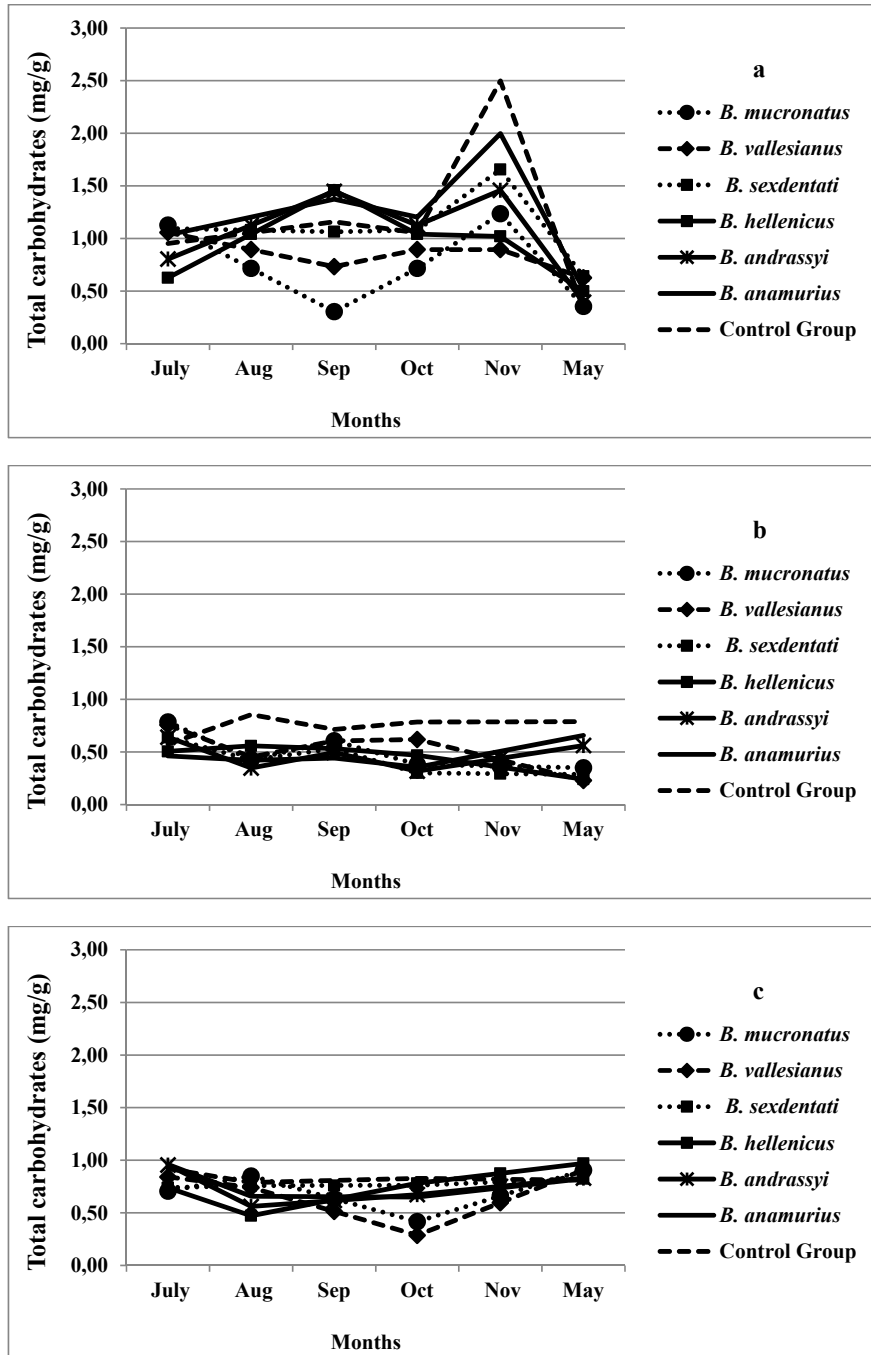 Total carbohydrates (mg/g)
3,00
2,50
2,00
1,50
1,00
0,50
0,00
July Aug Sep Oct Nov May
Months
a
B. mucronatus
B. vallesianus
B. sexdentati
B. hellenicus
B. andrassyi
B. anamurius
Control Group
Total carbohydrates (mg/g)
3,00
2,50
2,00
1,50
1,00
0,50
0,00
July Aug Sep Oct Nov May
Months
b
B. mucronatus
B. vallesianus
B. sexdentati
B. hellenicus
B. andrassyi
B. anamurius
Control Group
Total carbohydrates (mg/g)
3,00
2,50
2,00
1,50
1,00
0,50
0,00
July Aug Sep Oct Nov May
Months
c
B. mucronatus
B. vallesianus
B. sexdentati
B. hellenicus
B. andrassyi
B. anamurius
Control Group